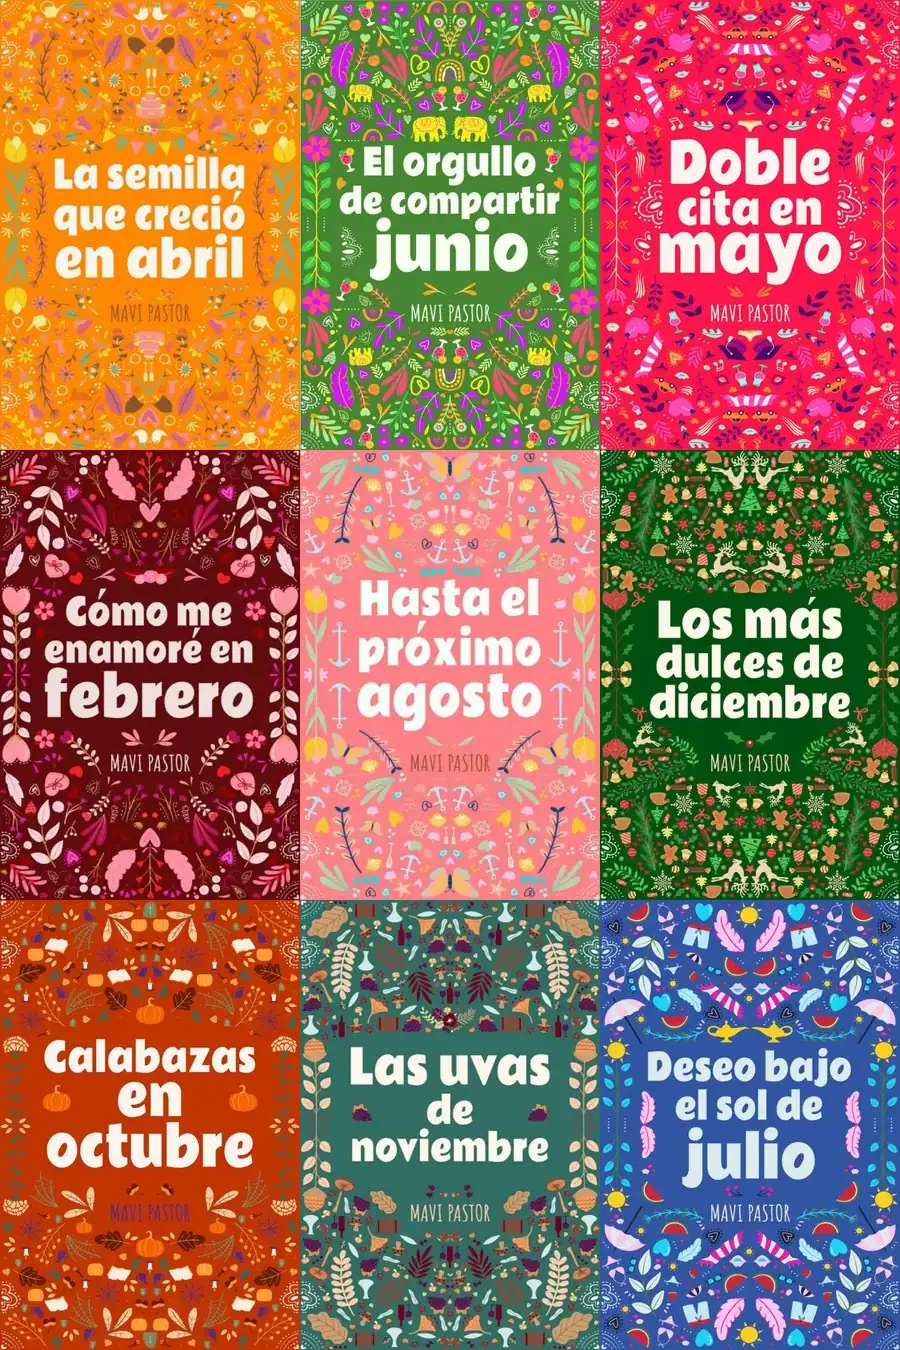 La semilla
que creció
en abril
MAVI PASTOR
El orgullo
de compartir
junio
MAVI PASTOR
Doble
cita en
mayo
MAVI PASTOR
Cómo me
enamoré en
febrero
MAVI PASTOR
Hasta el
próximo
agosto
MAVI PASTOR
Los más
dulces de
diciembre
MAVI PASTOR
Calabazas
en
octubre
MAVI PASTOR
Las uvas
de
noviembre
MAVI PASTOR
Deseo bajo
el sol de
julio
MAVI PASTOR